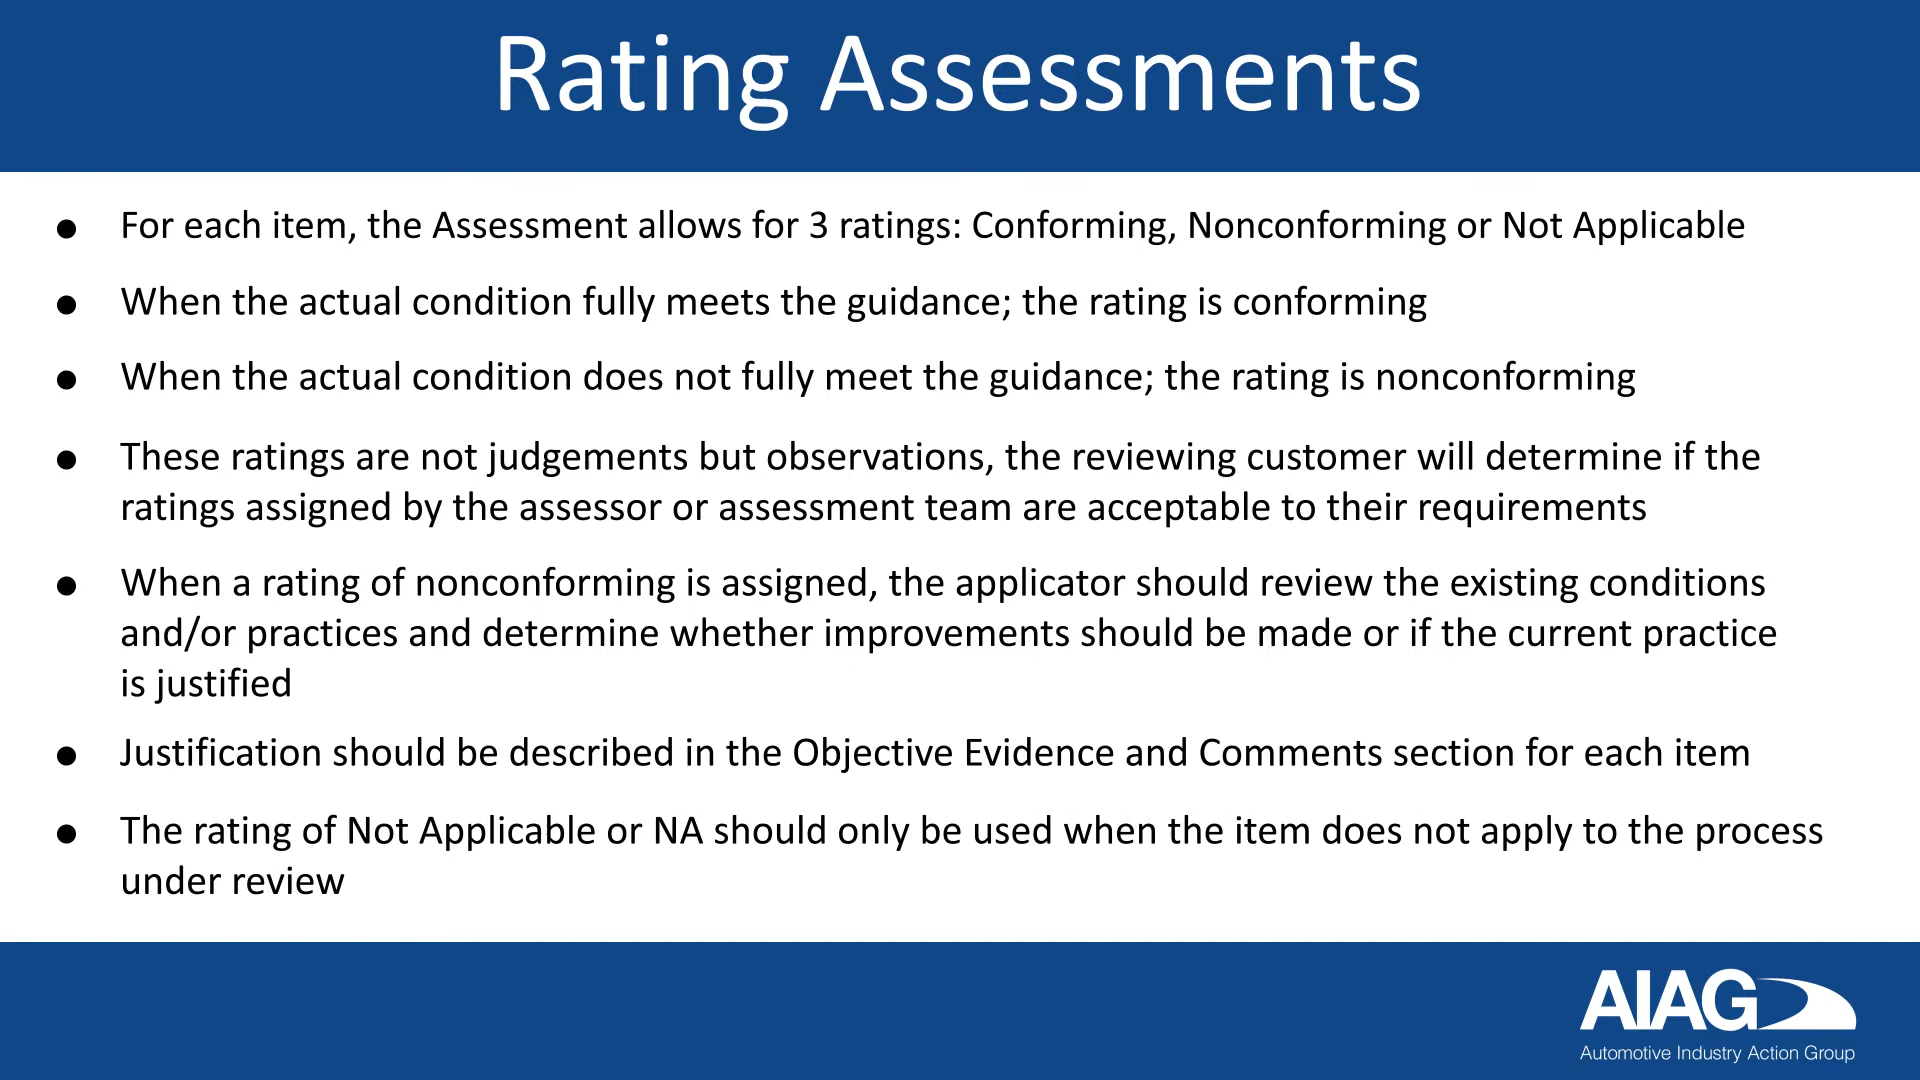 Rating Assessments
● For each item, the Assessment allows for 3 ratings: Conforming, Nonconforming or Not Applicable
● When the actual condition fully meets the guidance; the rating is conforming
● When the actual condition does not fully meet the guidance; the rating is nonconforming
● These ratings are not judgements but observations, the reviewing customer will determine if the
ratings assigned by the assessor or assessment team are acceptable to their requirements
● When a rating of nonconforming is assigned, the applicator should review the existing conditions
and/or practices and determine whether improvements should be made or if the current practice
is justified
● Justification should be described in the Objective Evidence and Comments section for each item
● The rating of Not Applicable or NA should only be used when the item does not apply to the process
under review
AIAG
Automotive Industry Action Group